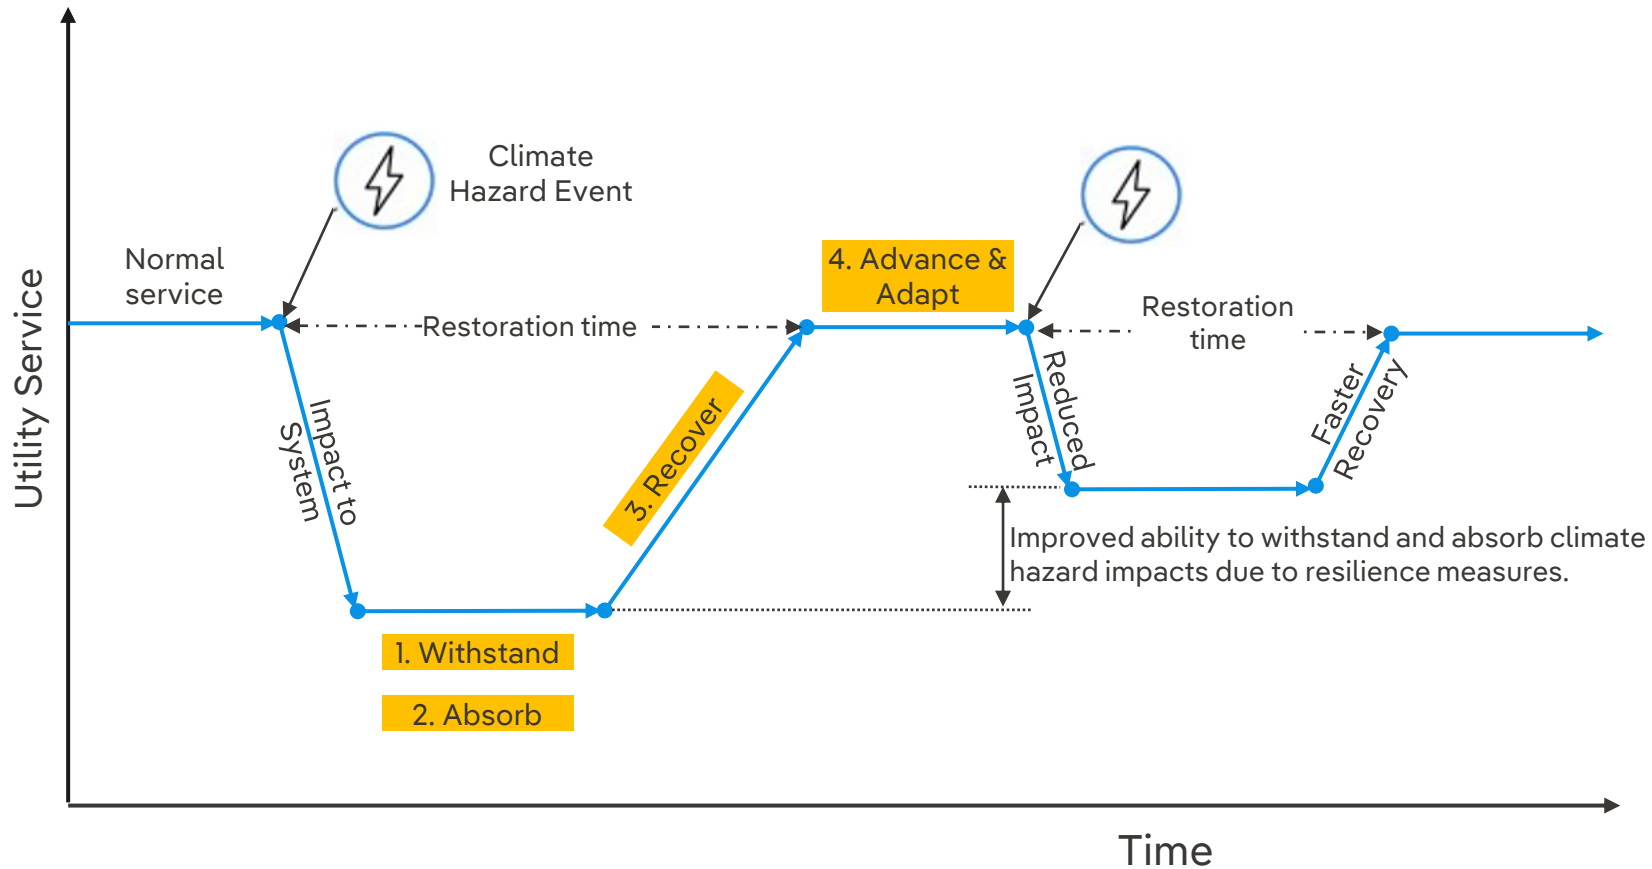 Climate
Hazard Event
Normal
service
Restoration time
4. Advance &
Adapt
Restoration
time
Utility Service
Impact to
System
3. Recover
Reduced
Impact
Faster
Recovery
Improved ability to withstand and absorb climate
hazard impacts due to resilience measures.
1. Withstand
2. Absorb
Time